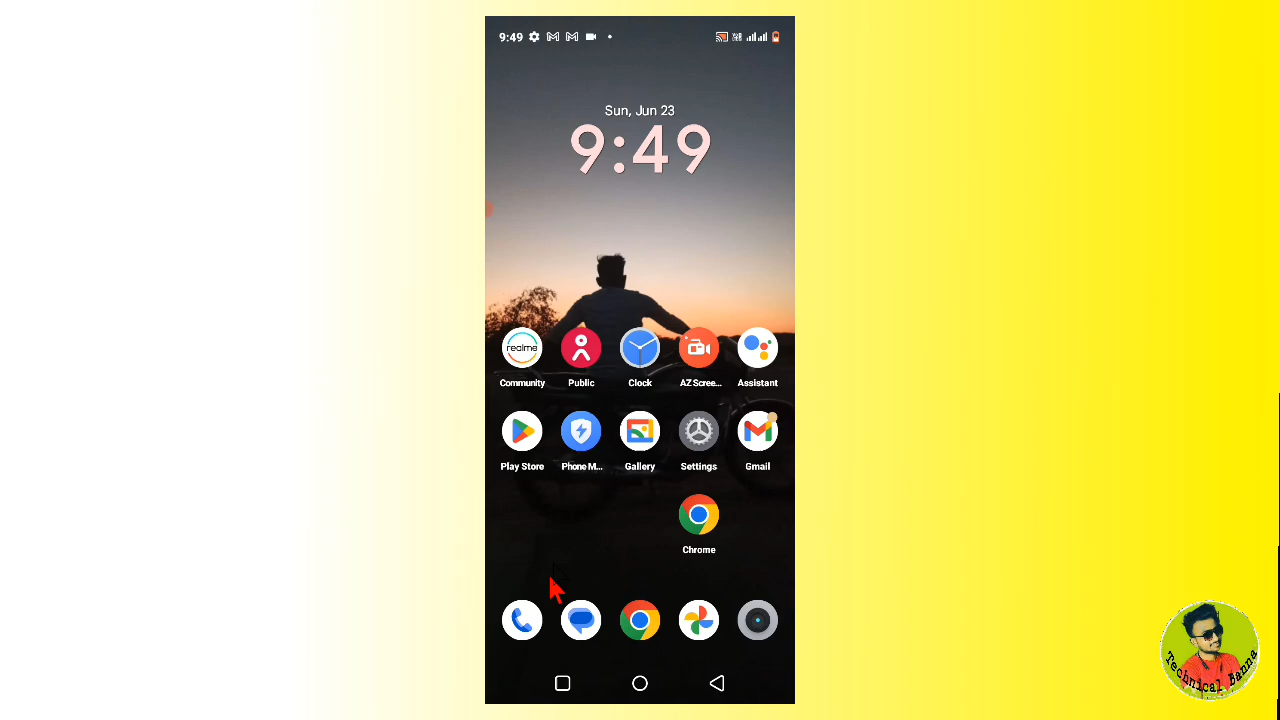 9:49
Sun, Jun 23
9:49
realme
Community
Public
Clock
AZ Scree...
Assistant
Play Store
Phone M...
Gallery
Settings
Gmail
Chrome
Technical Banna